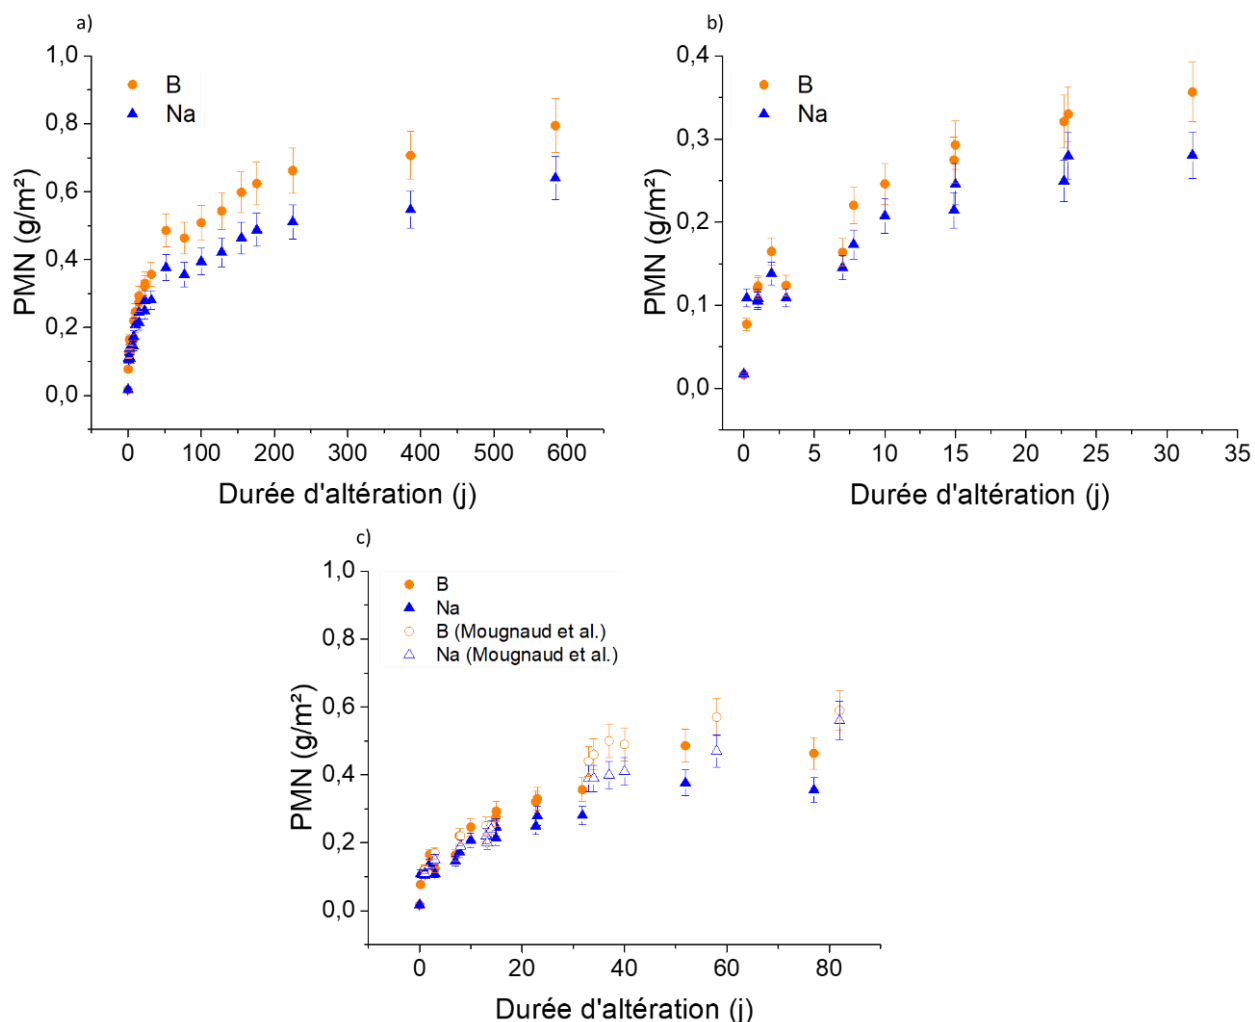 a)
1,0
0,8
0,6
0,4
0,2
0,0
PMN (g/m²)
B
Na
0 100 200 300 400 500 600
Durée d'altération (j)
b)
0,4
0,3
0,2
0,1
0,0
PMN (g/m²)
B
Na
0 5 10 15 20 25 30 35
Durée d'altération (j)
c)
1,0
0,8
0,6
0,4
0,2
0,0
PMN (g/m²)
B
Na
B (Mougnaud et al.)
Na (Mougnaud et al.)
0 20 40 60 80
Durée d'altération (j)